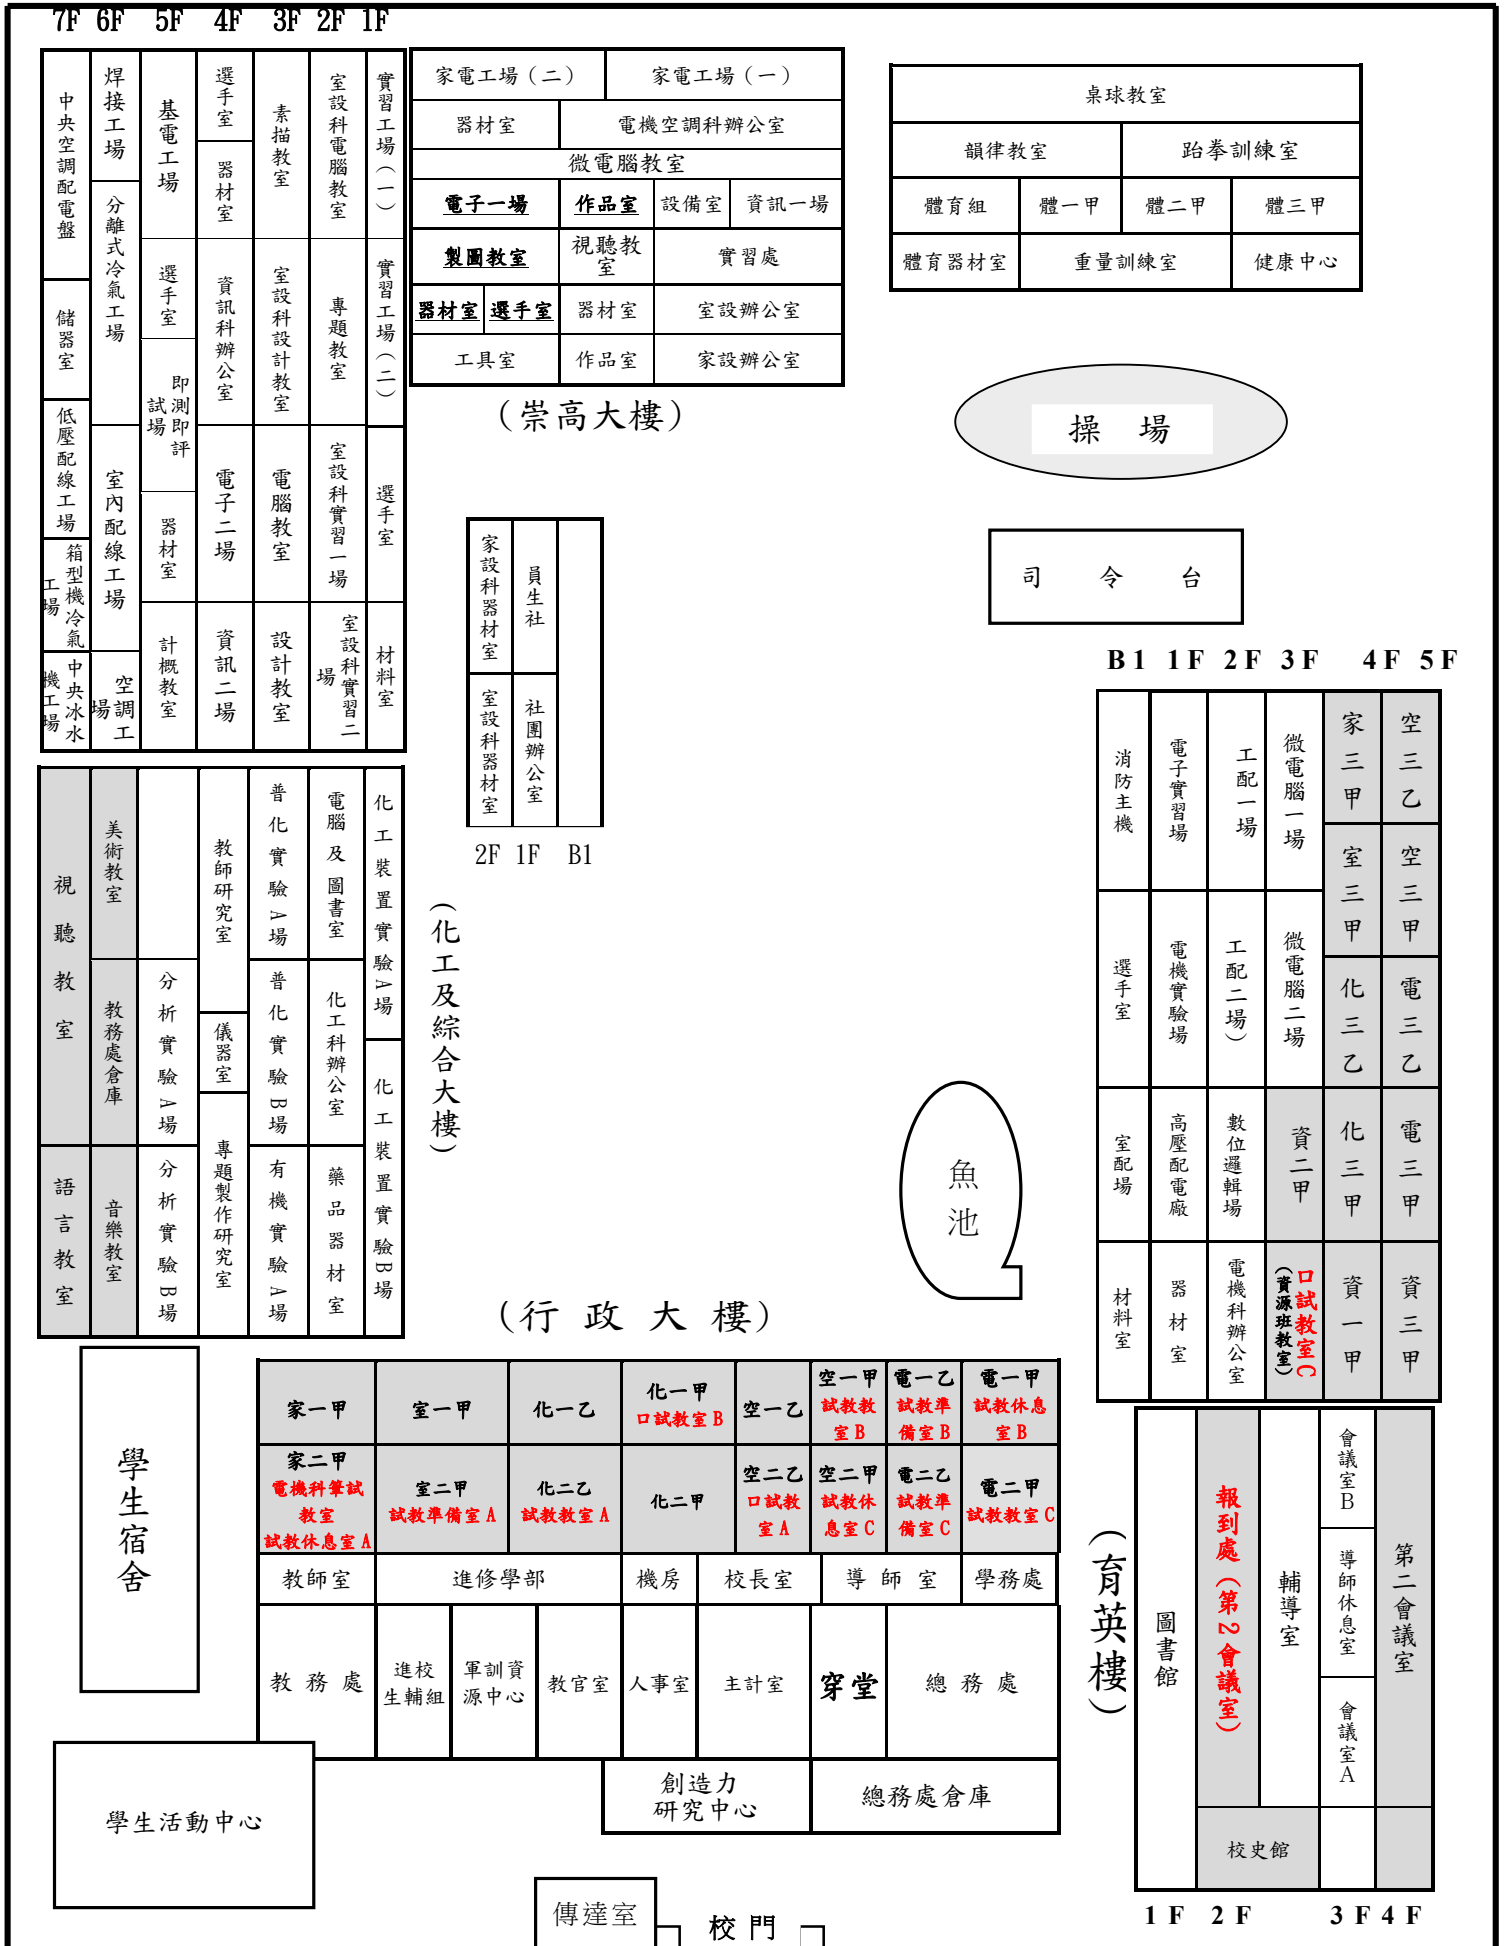 7F 6F 5F 4F 3F 2F 1F
中央空調配電盤
儲器室
低壓配線工場
箱型機冷氣
工場
中央冰水
機工場
焊接工場
分離式冷氣工場
室內配線工場
空調工
場
基電工場
選手室
即測即評
試場
器材室
計概教室
選手室
器材室
資訊科辦公室
電子二場
資訊二場
素描教室
室設科設計教室
電腦教室
設計教室
室設科電腦教室
專題教室
室設科實習一場
室設科實習二
場
實習工場(一)
實習工場(二)
選手室
材料室
家電工場(二)
家電工場(一)
器材室
電機空調科辦公室
微電腦教室
電子一場
作品室
設備室
資訊一場
製圖教室
視聽教
室
實習處
器材室
選手室
器材室
室設辦公室
工具室
作品室
家設辦公室
(崇高大樓)
桌球教室
韻律教室
跆拳訓練室
體育組
體一甲
體二甲
體三甲
體育器材室
重量訓練室
健康中心
操 場
司 令 台
家設科器材室
員生社
室設科器材室
社團辦公室
2F 1F B1
視聽教室
語言教室
美術教室
教務處倉庫
音樂教室
分析實驗A場
分析實驗B場
教師研究室
儀器室
專題製作研究室
普化實驗A場
普化實驗B場
有機實驗A場
電腦及圖書室
化工科辦公室
藥品器材室
化工裝置實驗A場
化工裝置實驗B場
(化工及綜合大樓)
魚池
B1 1F 2F 3F 4F 5F
消防主機
選手室
室配場
材料室
電子實習場
電機實驗場
高壓配電廠
器材室
工配一場
工配二場)
數位邏輯場
電機科辦公室
微電腦一場
微電腦二場
資二甲
口試教室C
(資源班教室)
家三甲
室三甲
化三乙
化三甲
資一甲
空三乙
空三甲
電三乙
電三甲
資三甲
(行政大樓)
學生宿舍
家一甲
室一甲
化一乙
化一甲
口試教室B
空一乙
空一甲
試教教
室B
電一乙
試教準
備室B
電一甲
試教休息
室B
家二甲
電機科筆試
教室
試教休息室A
室二甲
試教準備室A
化二乙
試教教室A
化二甲
空二乙
口試教
室A
空二甲
試教休
息室C
電二乙
試教準
備室C
電二甲
試教教室C
教師室
進修學部
機房
校長室
導 師 室
學務處
教 務 處
進校
生輔組
軍訓資
源中心
教官室
人事室
主計室
穿堂
總 務 處
創造力
研究中心
總務處倉庫
學生活動中心
(育英樓)
圖書館
報到處(第2會議室)
輔導室
校史館
會議室B
導師休息室
會議室A
第二會議室
1F 2F 3F 4F
傳達室
校門